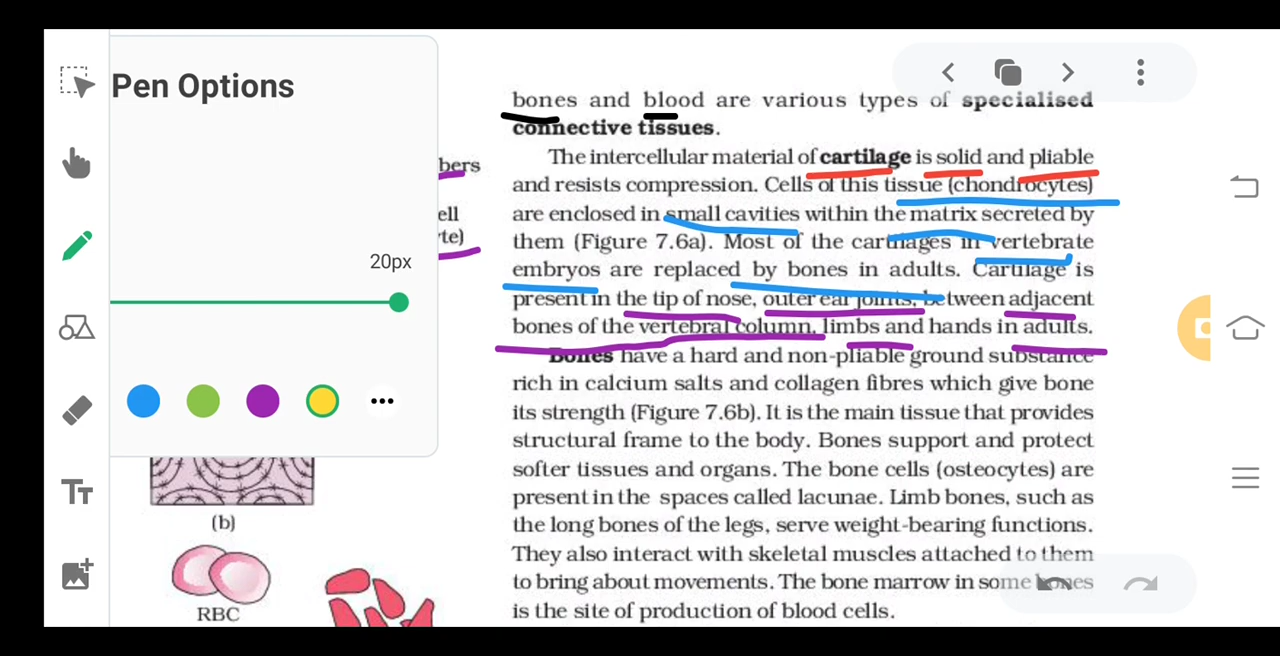 Pen Options
20px
bers
ell
te)
(b)
RBC
bones and blood are various types of specialised
connective tissues.
The intercellular material of cartilage is solid and pliable
and resists compression. Cells of this tissue (chondrocytes)
are enclosed in small cavities within the matrix secreted by
them (Figure 7.6a). Most of the cartilages in vertebrate
embryos are replaced by bones in adults. Cartilage is
present in the tip of nose, outer ear joints, between adjacent
bones of the vertebral column, limbs and hands in adults.
Bones have a hard and non-pliable ground substance
rich in calcium salts and collagen fibres which give bone
its strength (Figure 7.6b). It is the main tissue that provides
structural frame to the body. Bones support and protect
softer tissues and organs. The bone cells (osteocytes) are
present in the spaces called lacunae. Limb bones, such as
the long bones of the legs, serve weight-bearing functions.
They also interact with skeletal muscles attached to them
to bring about movements. The bone marrow in some bones
is the site of production of blood cells.